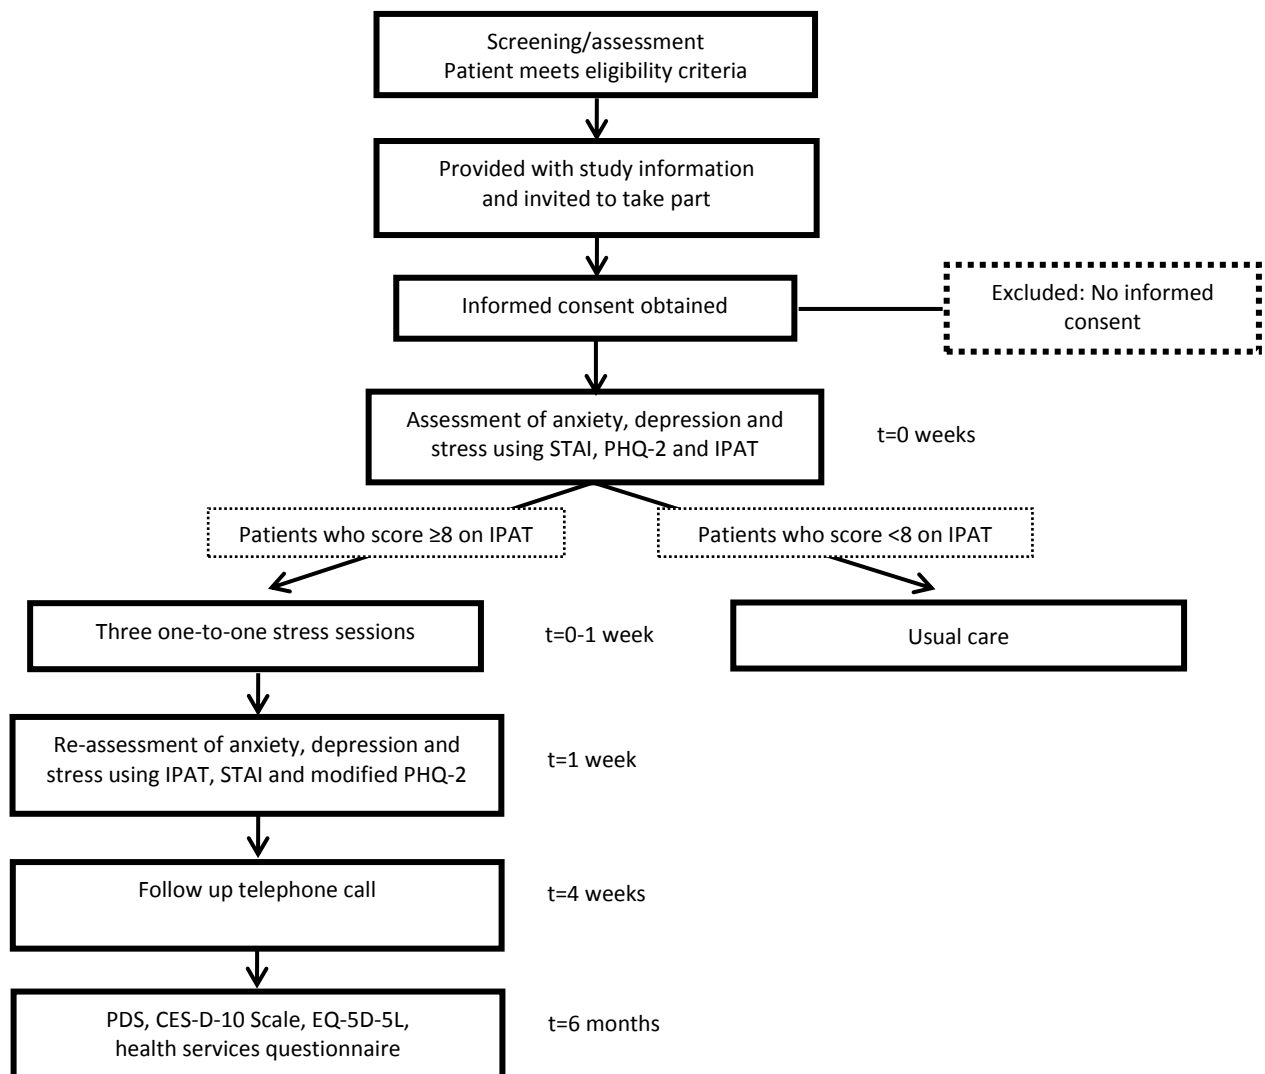 Screening/assessment
Patient meets eligibility criteria
Provided with study information
and invited to take part
Informed consent obtained
Excluded: No informed
consent
Assessment of anxiety, depression and
stress using STAI, PHQ-2 and IPAT
t=0 weeks
Patients who score ≥8 on IPAT
Patients who score <8 on IPAT
Three one-to-one stress sessions
t=0-1 week
Usual care
Re-assessment of anxiety, depression and
stress using IPAT, STAI and modified PHQ-2
t=1 week
Follow up telephone call
t=4 weeks
PDS, CES-D-10 Scale, EQ-5D-5L,
health services questionnaire
t=6 months